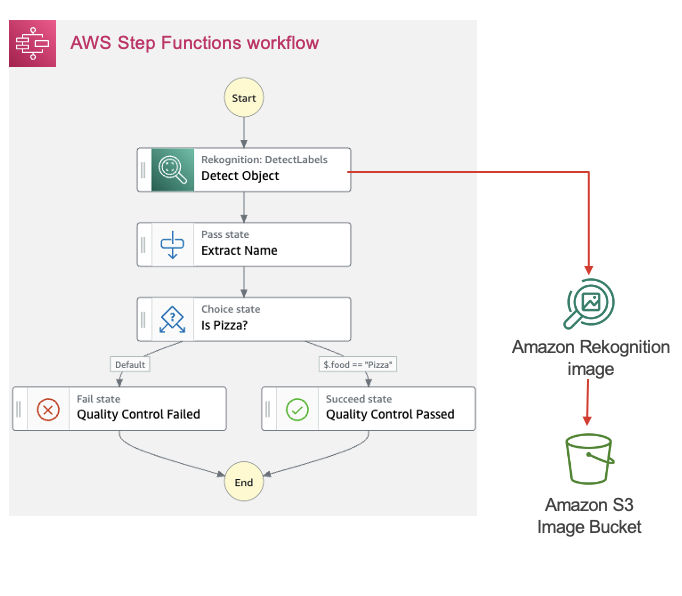 AWS Step Functions workflow
Start
Rekognition: DetectLabels
Detect Object
Pass state
Extract Name
Choice state
Is Pizza?
Default
$.food == "Pizza"
Fail state
Quality Control Failed
Succeed state
Quality Control Passed
End
Amazon Rekognition
image
Amazon S3
Image Bucket